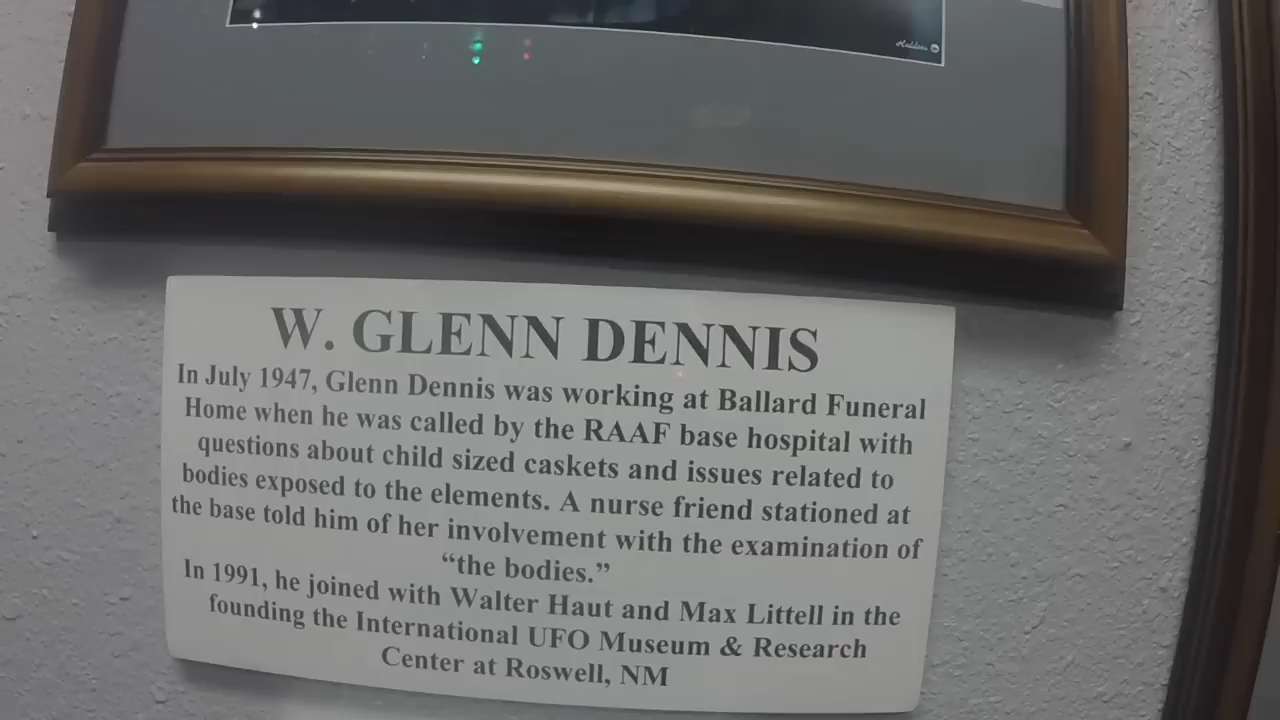 W. GLENN DENNIS
In July 1947, Glenn Dennis was working at Ballard Funeral
Home when he was called by the RAAF base hospital with
questions about child sized caskets and issues related to
bodies exposed to the elements. A nurse friend stationed at
the base told him of her involvement with the examination of
“the bodies.”
In 1991, he joined with Walter Haut and Max Littell in the
founding the International UFO Museum & Research
Center at Roswell, NM